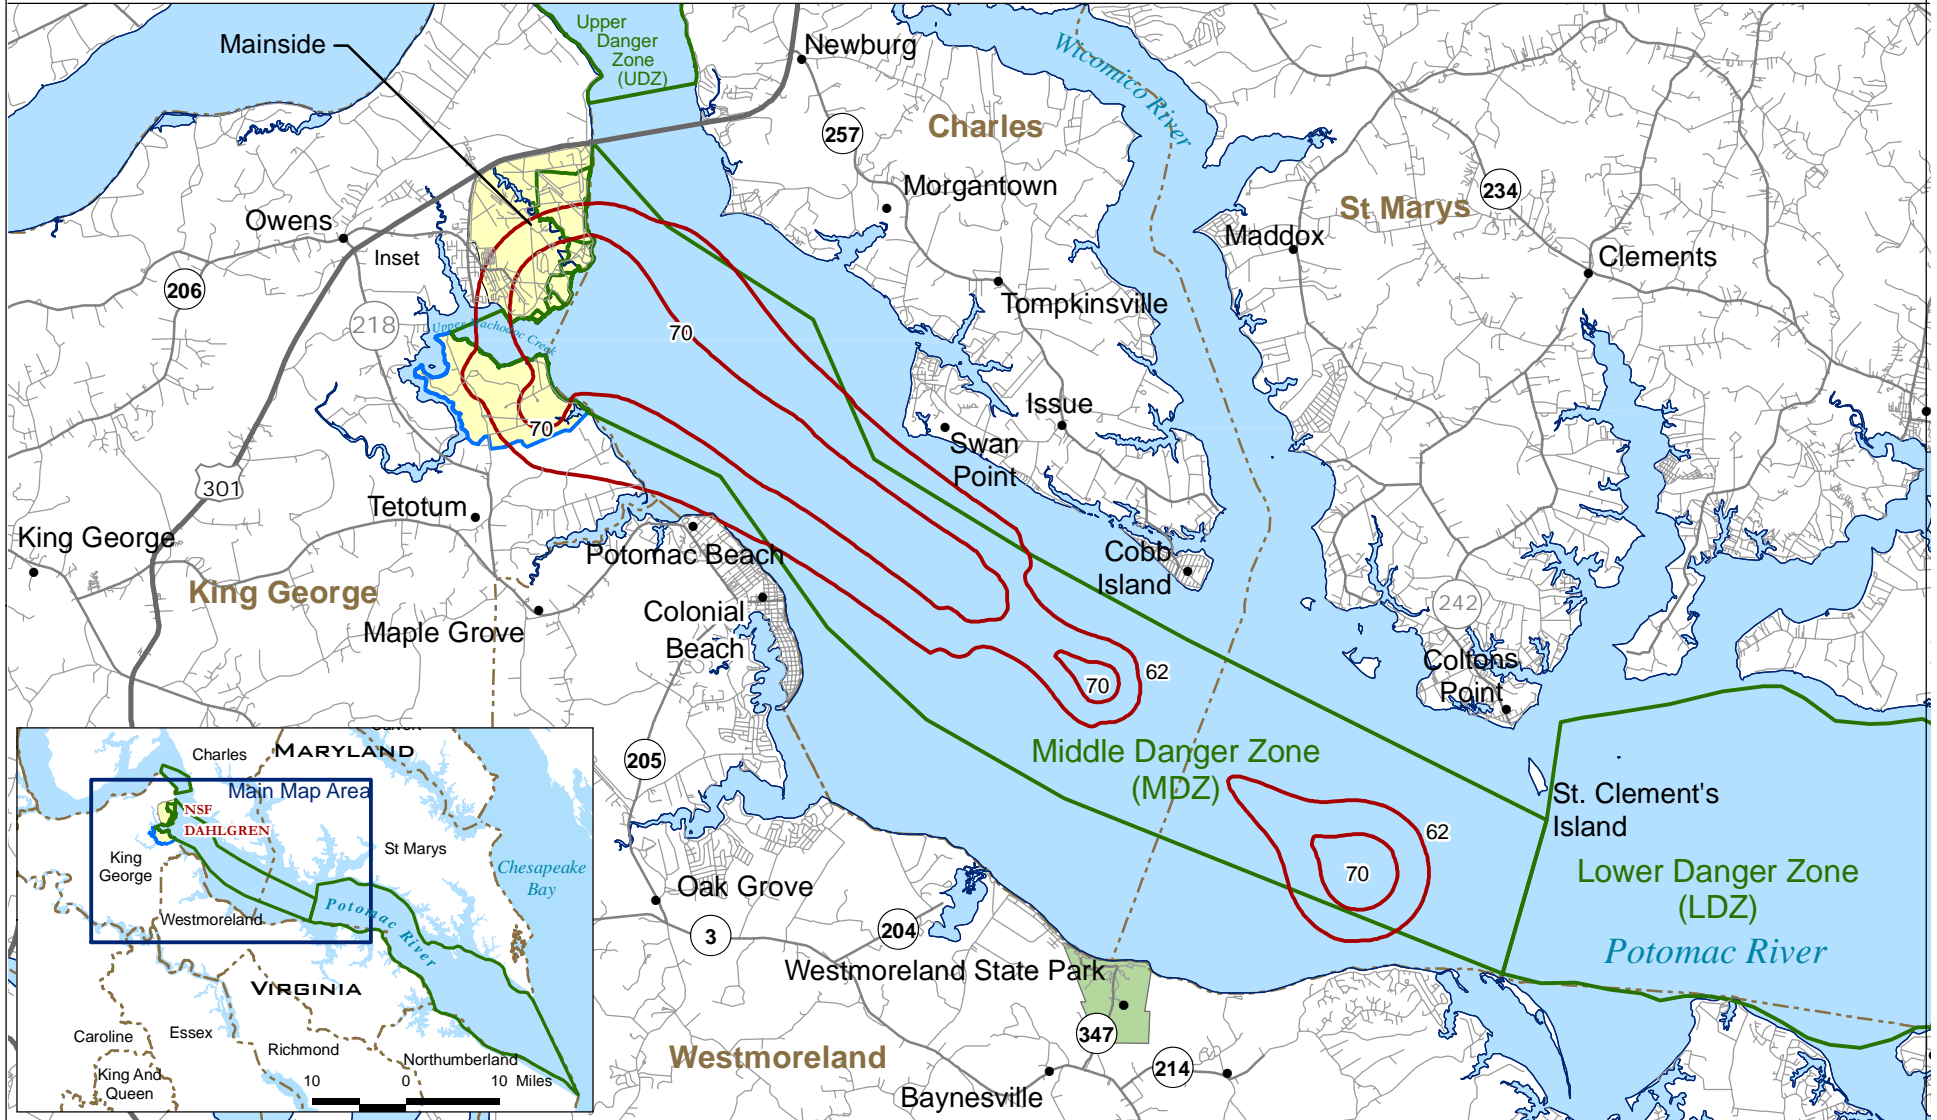 Upper
Danger
Zone
(UDZ)
Mainside
Newburg
Wicomico River
257
Charles
Morgantown
234
St Marys
Owens
Inset
Maddox
Clements
206
218
Upper Machodoc Creek
Tompkinsville
70
Issue
Swan
Point
70
301
Tetotum
King George
Potomac Beach
Cobb
Island
King George
Colonial
Beach
Maple Grove
242
Coltons
Point
62
70
Middle Danger Zone
(MDZ)
205
St. Clement's
Island
62
70
Lower Danger Zone
(LDZ)
Potomac River
Oak Grove
3
204
Westmoreland State Park
347
Westmoreland
214
Baynesville
Charles
MARYLAND
Main Map Area
NSF
DAHLGREN
St Marys
King
George
Chesapeake
Bay
Westmoreland
Potomac River
VIRGINIA
Caroline
Essex
Richmond
Northumberland
King And
Queen
10 0 10 Miles